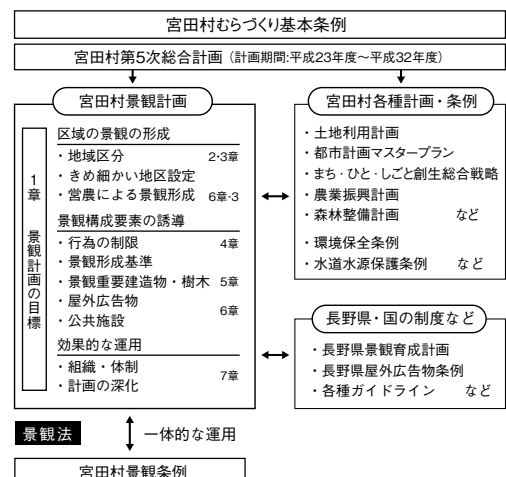 宮田村むらづくり基本条例
宮田村第5次総合計画（計画期間:平成23年度～平成32年度）
宮田村景観計画
1章 景観計画の目標
区域の景観の形成
・地域区分 2・3章
・きめ細かい地区設定
・営農による景観形成 6章-3
景観構成要素の誘導
・行為の制限 4章
・景観形成基準
・景観重要建造物・樹木 5章
・屋外広告物 6章
・公共施設
効果的な運用
・組織・体制 7章
・計画の深化
宮田村各種計画・条例
・土地利用計画
・都市計画マスタープラン
・まち・ひと・しごと創生総合戦略
・農業振興計画
・森林整備計画 など
・環境保全条例
・水道水源保護条例 など
長野県・国の制度など
・長野県景観育成計画
・長野県屋外広告物条例
・各種ガイドライン など
景観法 一体的な運用
宮田村景観条例